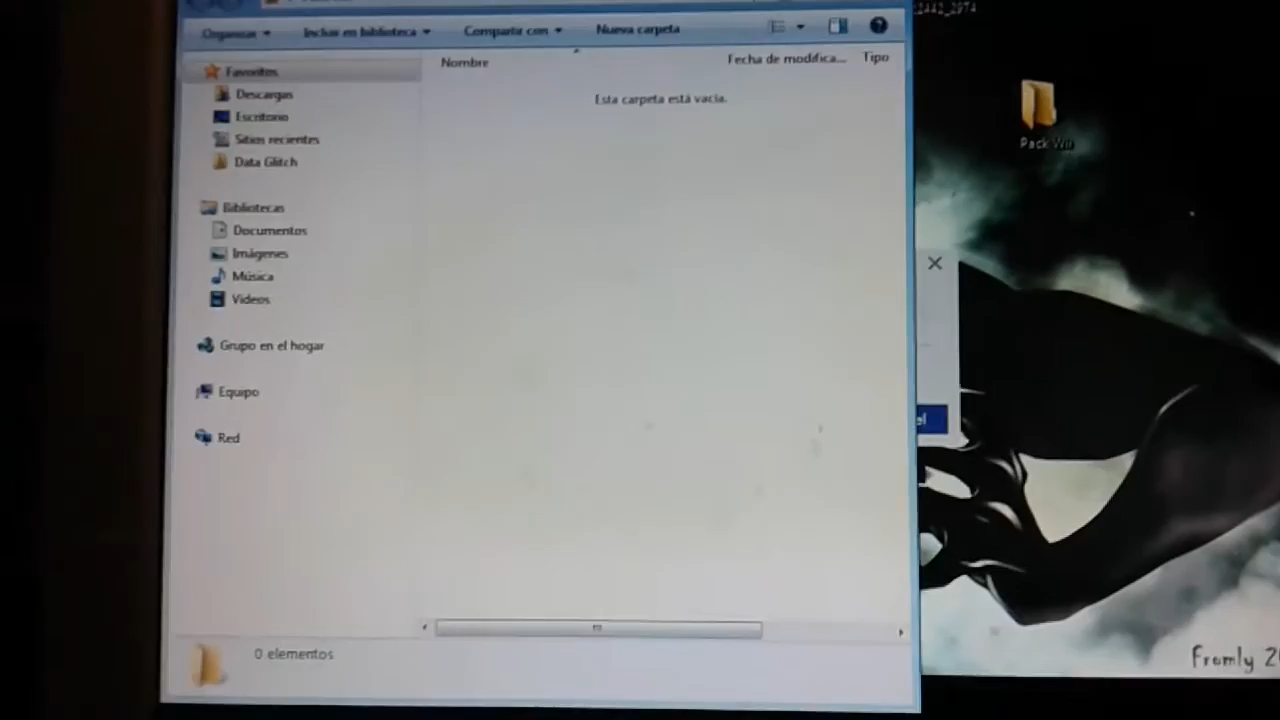 :2442_2974
Organizar
Incluir en biblioteca
Compartir con
Nueva carpeta
Nombre
Fecha de modifica...
Tipo
Esta carpeta está vacía.
Favoritos
Descargas
Escritorio
Sitios recientes
Data Glitch
Bibliotecas
Documentos
Imágenes
Música
Vídeos
Grupo en el hogar
Equipo
Red
0 elementos
Pack
Fromly